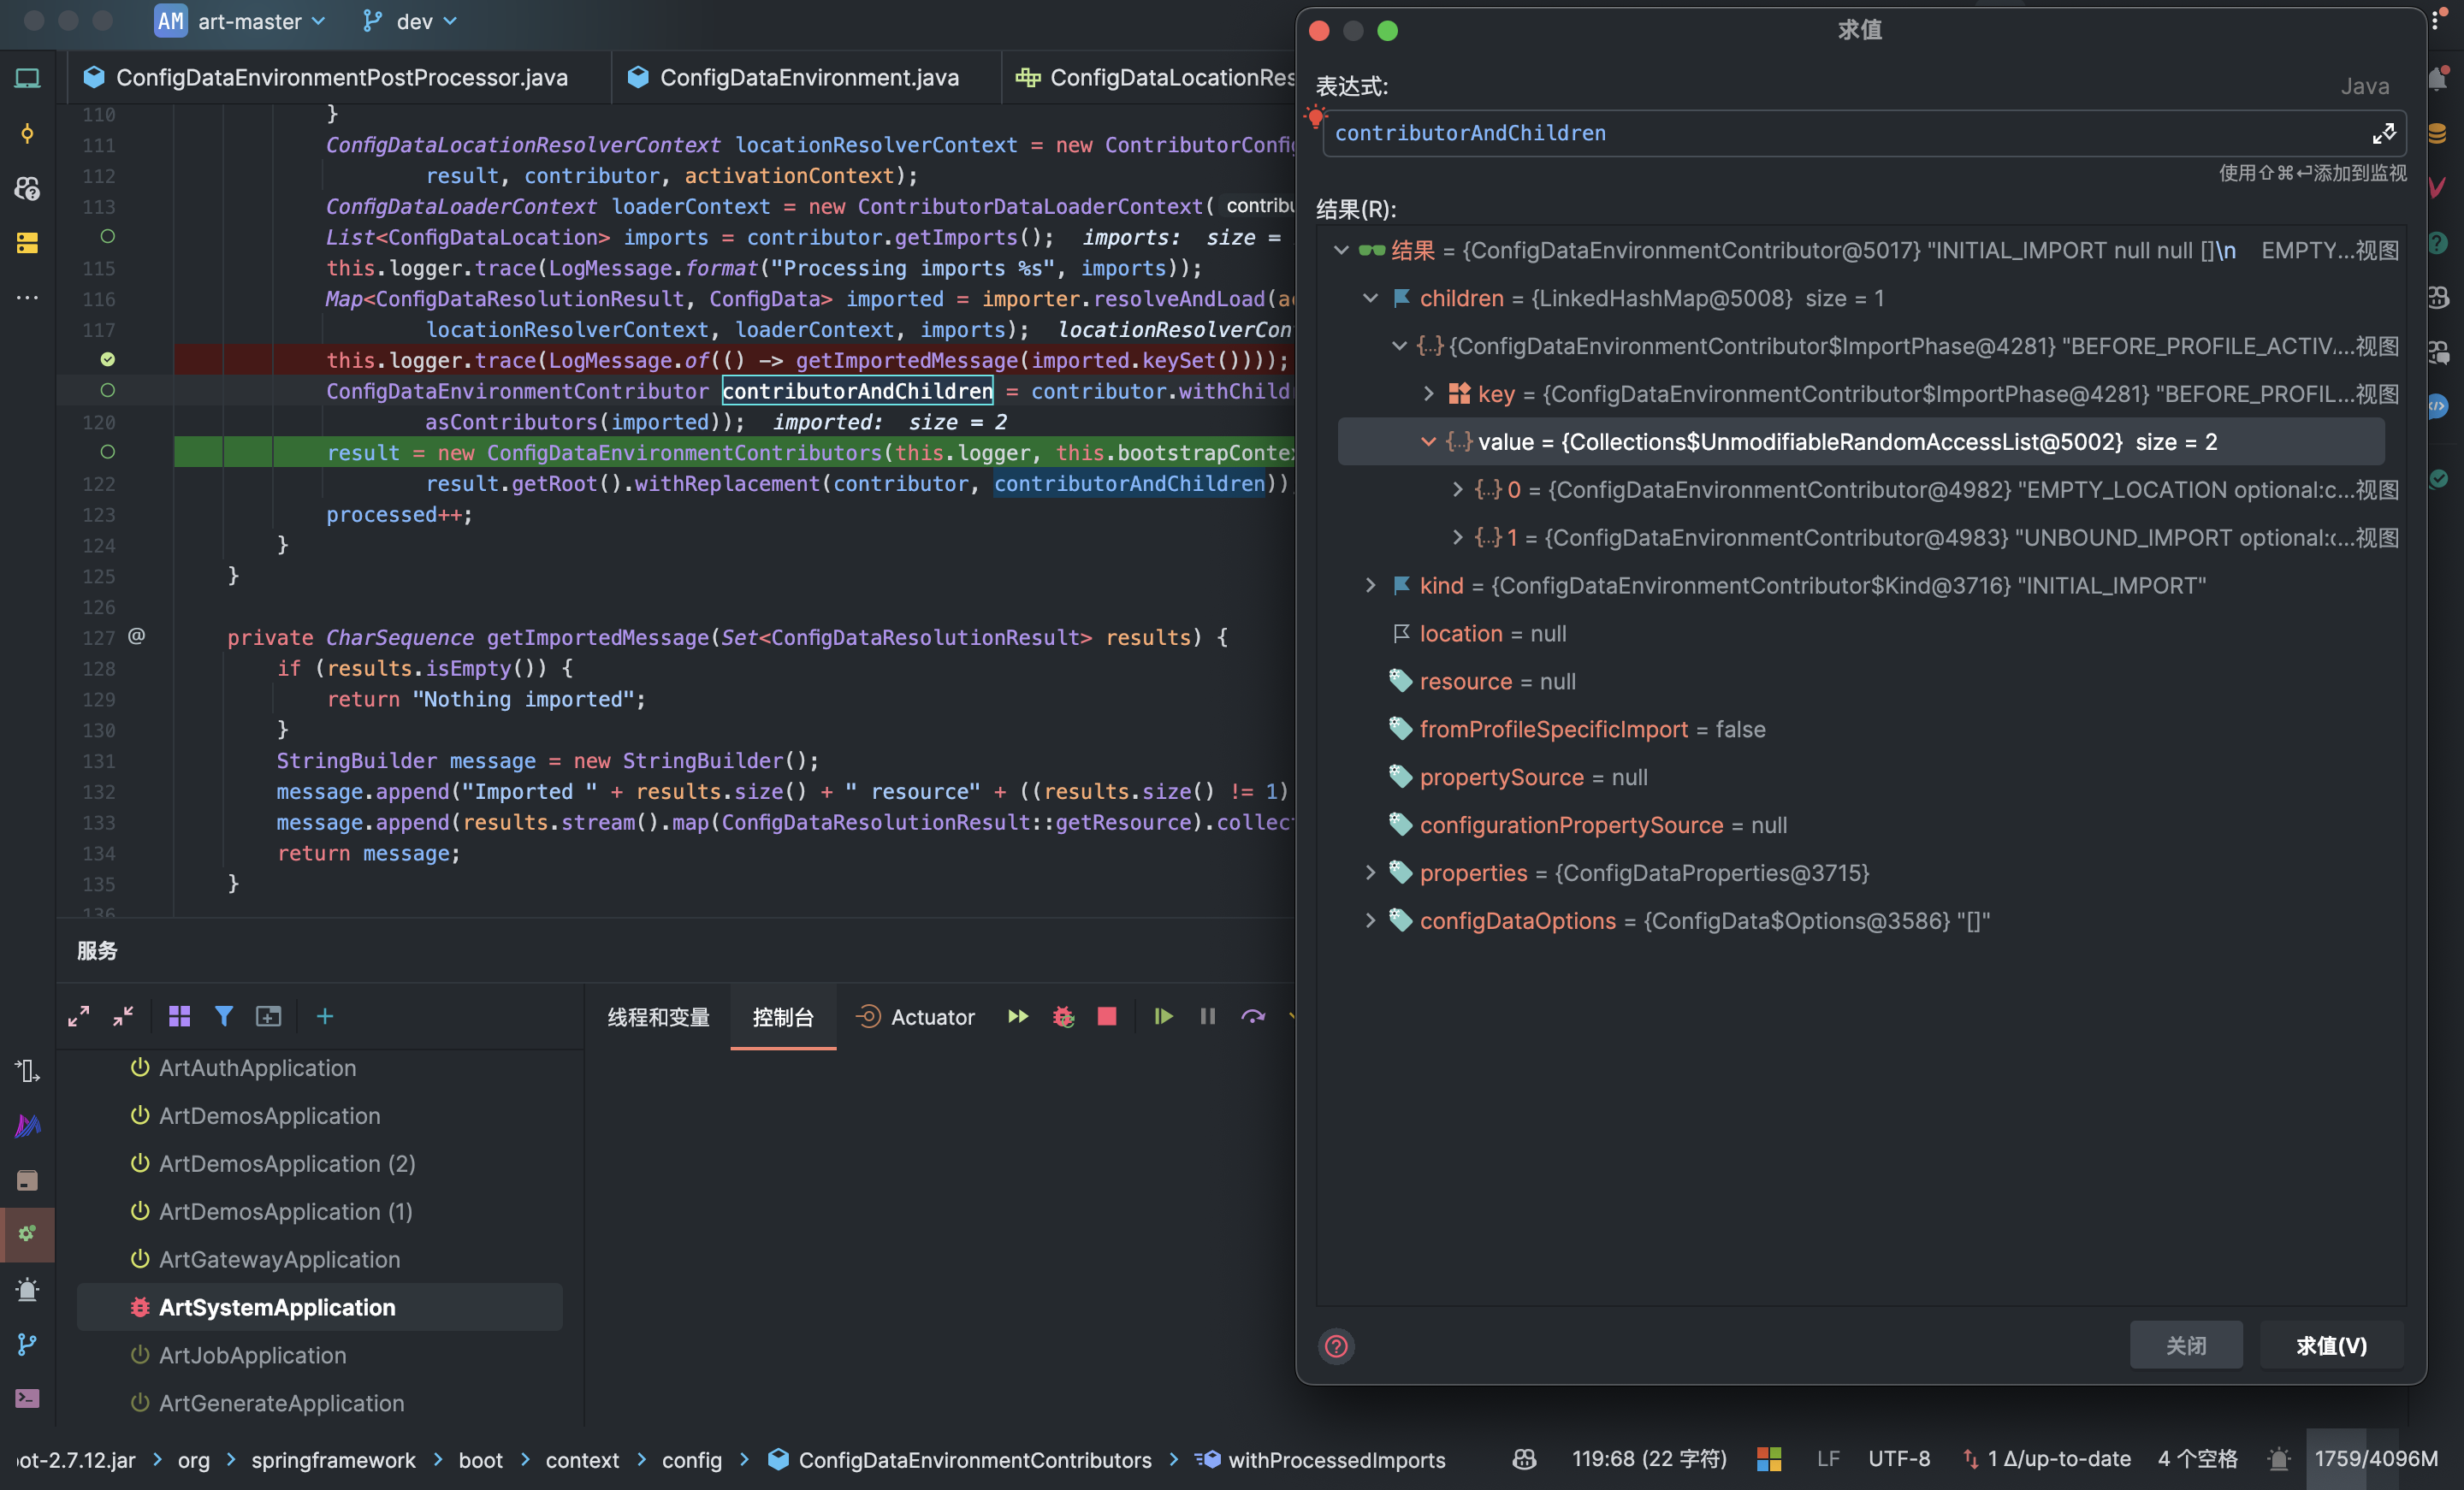 AM art-master dev
ConfigDataEnvironmentPostProcessor.java ConfigDataEnvironment.java ConfigDataLocationRes
110 }
111 ConfigDataLocationResolverContext locationResolverContext = new ContributorConfig
112 result, contributor, activationContext);
113 ConfigDataLoaderContext loaderContext = new ContributorDataLoaderContext( contribu
List<ConfigDataLocation> imports = contributor.getImports(); imports: size =
115 this.logger.trace(LogMessage.format("Processing imports %s", imports));
116 Map<ConfigDataResolutionResult, ConfigData> imported = importer.resolveAndLoad(ac
117 locationResolverContext, loaderContext, imports); locationResolverCon
this.logger.trace(LogMessage.of(() -> getImportedMessage(imported.keySet())));
ConfigDataEnvironmentContributor contributorAndChildren = contributor.withChildr
120 asContributors(imported)); imported: size = 2
result = new ConfigDataEnvironmentContributors(this.logger, this.bootstrapContex
122 result.getRoot().withReplacement(contributor, contributorAndChildren))
123 processed++;
124 }
125 }
126
127 @ private CharSequence getImportedMessage(Set<ConfigDataResolutionResult> results) {
128 if (results.isEmpty()) {
129 return "Nothing imported";
130 }
131 StringBuilder message = new StringBuilder();
132 message.append("Imported " + results.size() + " resource" + ((results.size() != 1)
133 message.append(results.stream().map(ConfigDataResolutionResult::getResource).collec
134 return message;
135 }
136
服务
线程和变量 控制台 Actuator
ArtAuthApplication
ArtDemosApplication
ArtDemosApplication (2)
ArtDemosApplication (1)
ArtGatewayApplication
ArtSystemApplication
ArtJobApplication
ArtGenerateApplication
求值
表达式:
Java
contributorAndChildren
使用⇧⌘⏎添加到监视
结果(R):
结果 = {ConfigDataEnvironmentContributor@5017} "INITIAL_IMPORT null null []\n EMPTY...视图
children = {LinkedHashMap@5008} size = 1
{ConfigDataEnvironmentContributor$ImportPhase@4281} "BEFORE_PROFILE_ACTIV...视图
key = {ConfigDataEnvironmentContributor$ImportPhase@4281} "BEFORE_PROFIL...视图
value = {Collections$UnmodifiableRandomAccessList@5002} size = 2
0 = {ConfigDataEnvironmentContributor@4982} "EMPTY_LOCATION optional:c...视图
1 = {ConfigDataEnvironmentContributor@4983} "UNBOUND_IMPORT optional:c...视图
kind = {ConfigDataEnvironmentContributor$Kind@3716} "INITIAL_IMPORT"
location = null
resource = null
fromProfileSpecificImport = false
propertySource = null
configurationPropertySource = null
properties = {ConfigDataProperties@3715}
configDataOptions = {ConfigData$Options@3586} "[]"
关闭 求值(V)
ot-2.7.12.jar > org > springframework > boot > context > config > ConfigDataEnvironmentContributors > withProcessedImports
119:68 (22 字符) LF UTF-8 1 Δ/up-to-date 4 个空格 1759/4096M